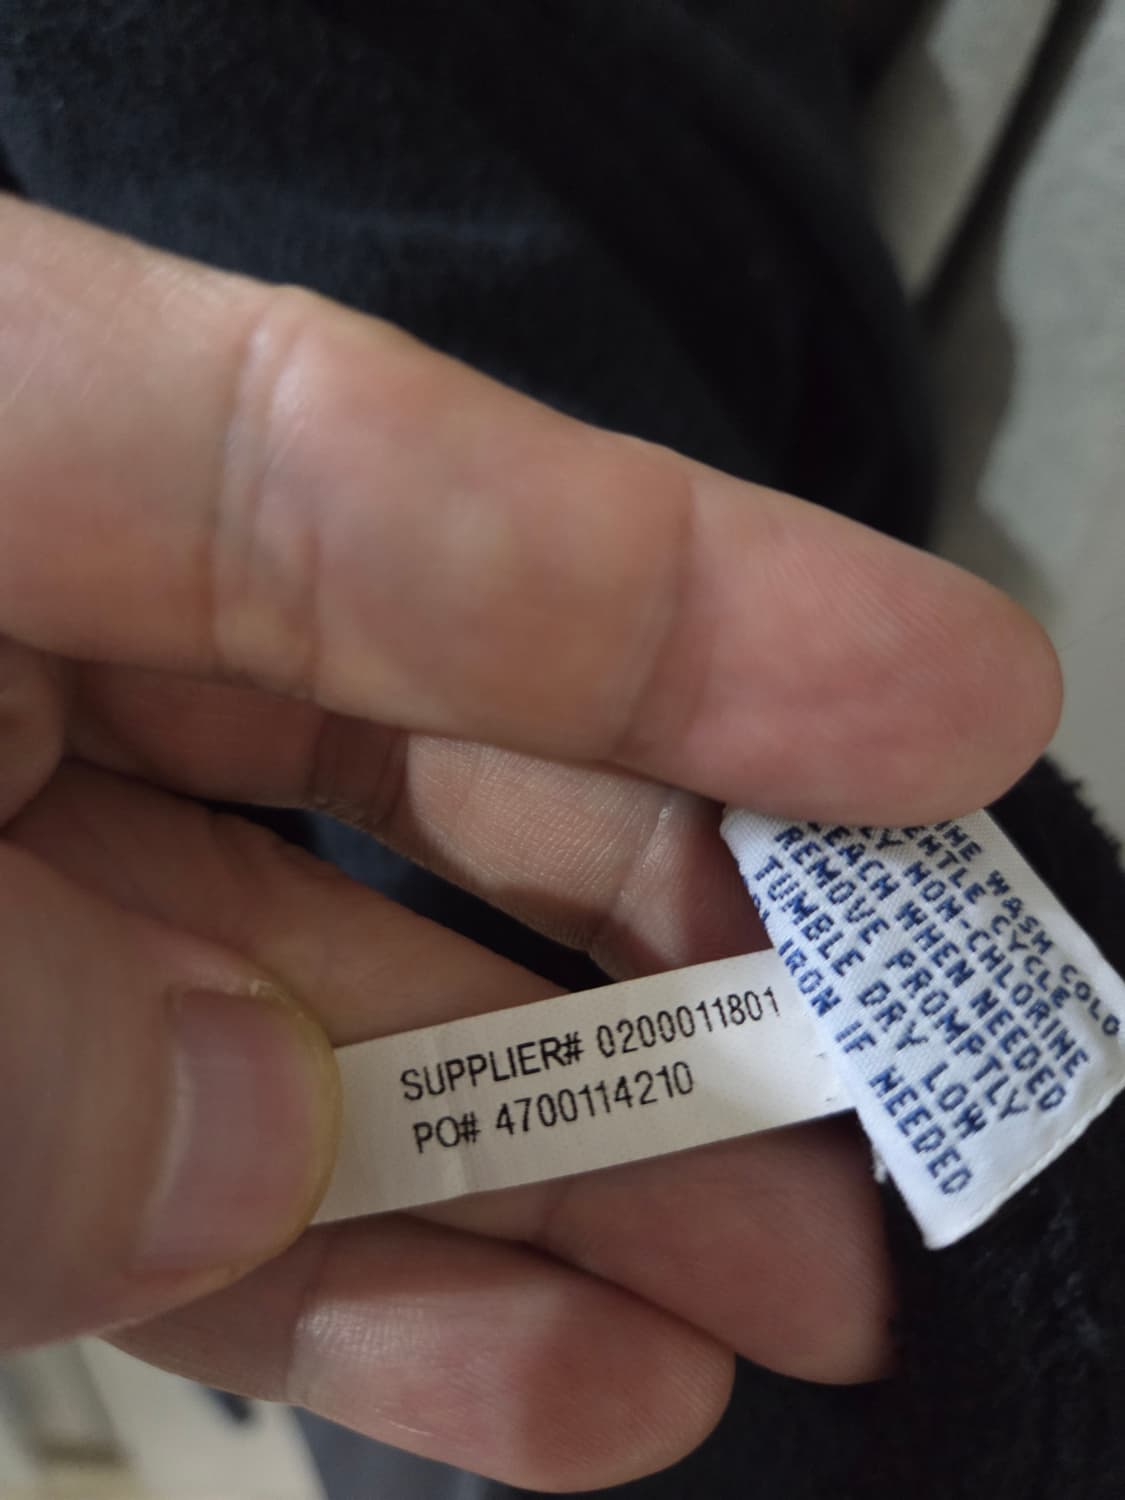 SUPPLIER# 0200011801
PO# 4700114210
WASH COLD
CYCLE
NON-CHLORINE
WHEN NEEDED
REMOVE PROMPTLY
TUMBLE DRY LOW
IRON IF NEEDED